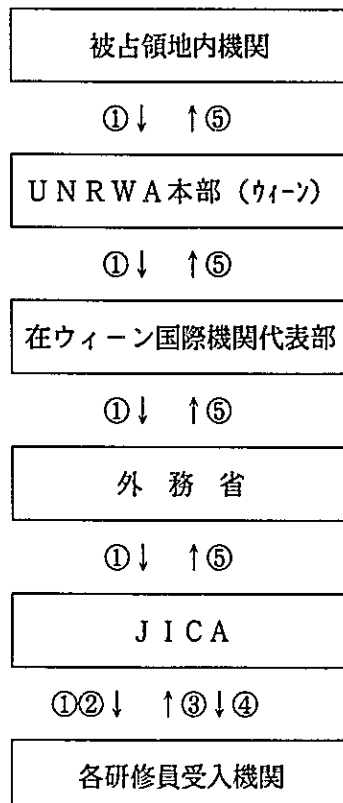 被占領地内機関
①↓ ↑⑤
UNRWA本部（ウィーン）
①↓ ↑⑤
在ウィーン国際機関代表部
①↓ ↑⑤
外務省
①↓ ↑⑤
JICA
①②↓ ↑③↓④
各研修員受入機関